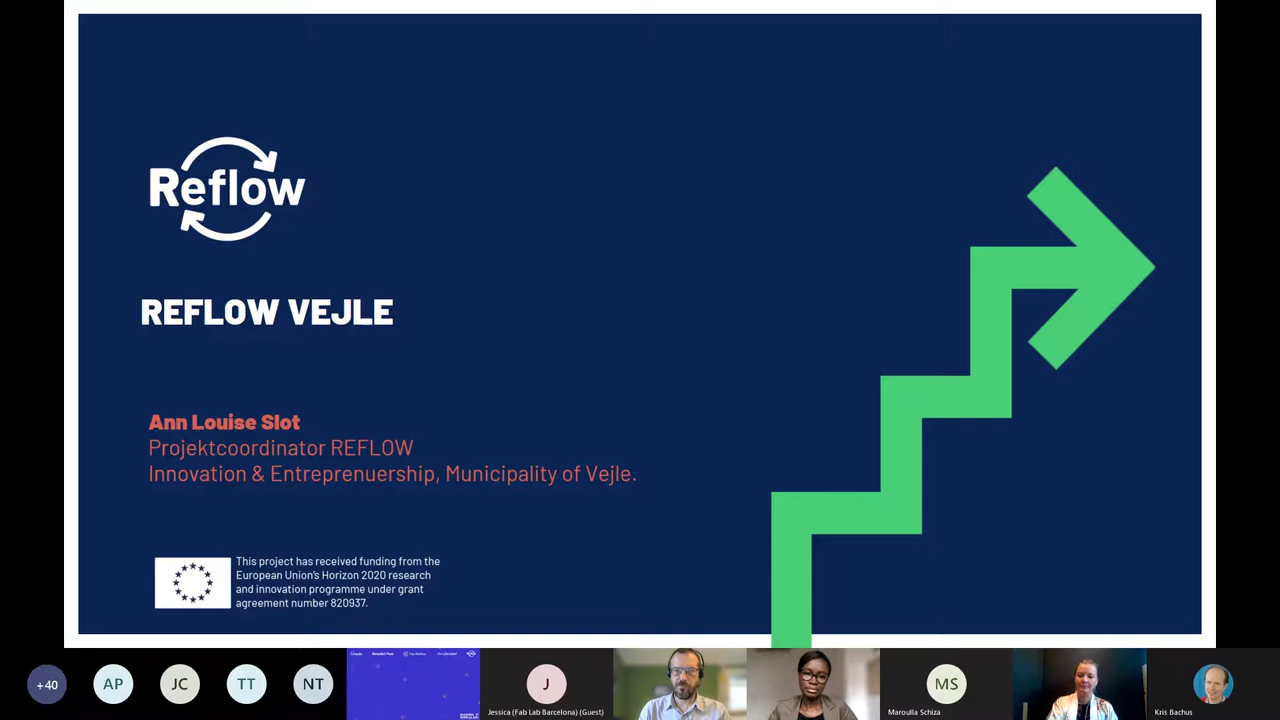 Reflow
REFLOW VEJLE
Ann Louise Slot
Projektcoordinator REFLOW
Innovation & Entreprenuership, Municipality of Vejle.
This project has received funding from the
European Union's Horizon 2020 research
and innovation programme under grant
agreement number 820937.
+40
AP
JC
TT
NT
J
Jessica (Fab Lab Barcelona) (Guest)
MS
Maroulla Schiza
Kris Bachus